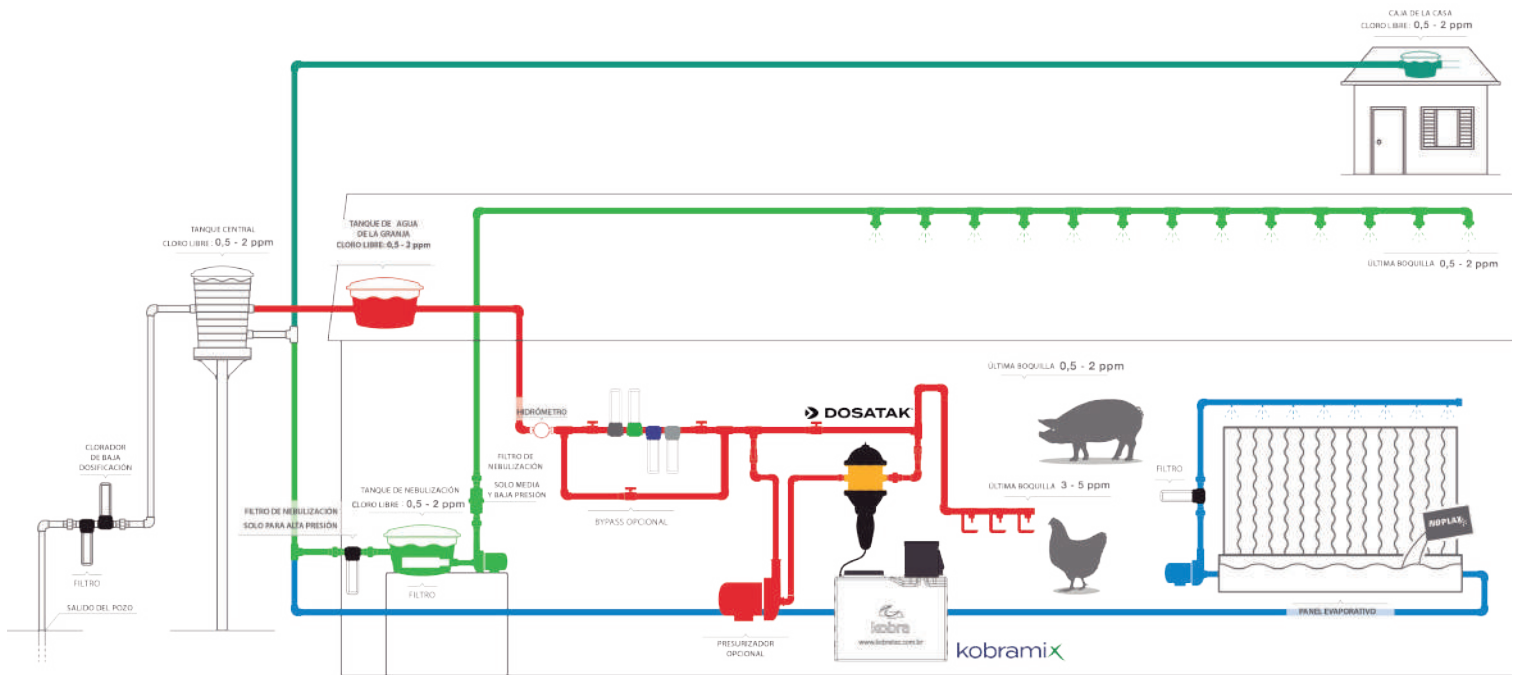 CAJA DE LA CASA
CLORO LIBRE: 0,5 - 2 ppm
TANQUE CENTRAL
CLORO LIBRE: 0,5 - 2 ppm
TANQUE DE AGUA
DE LA GRANJA
CLORO LIBRE: 0,5 - 2 ppm
ÚLTIMA BOQUILLA 0,5 - 2 ppm
ÚLTIMA BOQUILLA 0,5 - 2 ppm
HIDRÓMETRO
DOSATAK
CLORADOR
DE BAJA
DOSIFICACIÓN
FILTRO DE
NEBULIZACIÓN
SOLO MEDIA
Y BAJA PRESIÓN
FILTRO
TANQUE DE NEBULIZACIÓN
CLORO LIBRE: 0,5 - 2 ppm
ÚLTIMA BOQUILLA 3 - 5 ppm
FILTRO DE NEBULIZACIÓN
SOLO PARA ALTA PRESIÓN
BYPASS OPCIONAL
NOPLAX
FILTRO
FILTRO
SALIDO DEL POZO
PANEL EVAPORATIVO
kobra
www.kobratec.com.br
PRESURIZADOR
OPCIONAL
kobramix